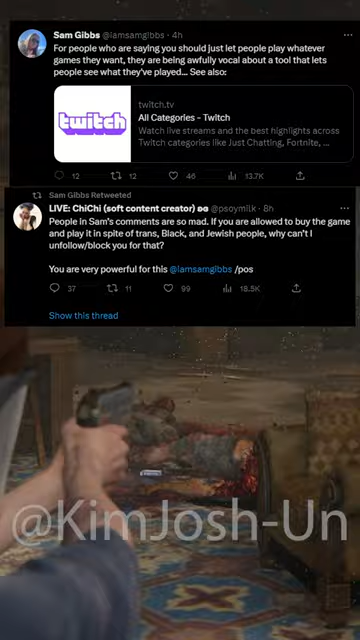 Sam Gibbs @iamsamgibbs · 4h
For people who are saying you should just let people play whatever
games they want, they are being awfully vocal about a tool that lets
people see what they've played... See also:
twitch
twitch.tv
All Categories - Twitch
Watch live streams and the best highlights across
Twitch categories like Just Chatting, Fortnite, ...
12 12 46 13.7K
Sam Gibbs Retweeted
LIVE: ChiChi (soft content creator) @psoymilk · 8h
People in Sam's comments are so mad. If you are allowed to buy the game
and play it in spite of trans, Black, and Jewish people, why can't I
unfollow/block you for that?
You are very powerful for this @iamsamgibbs /pos
37 11 99 18.5K
Show this thread
@KimJosh-Un